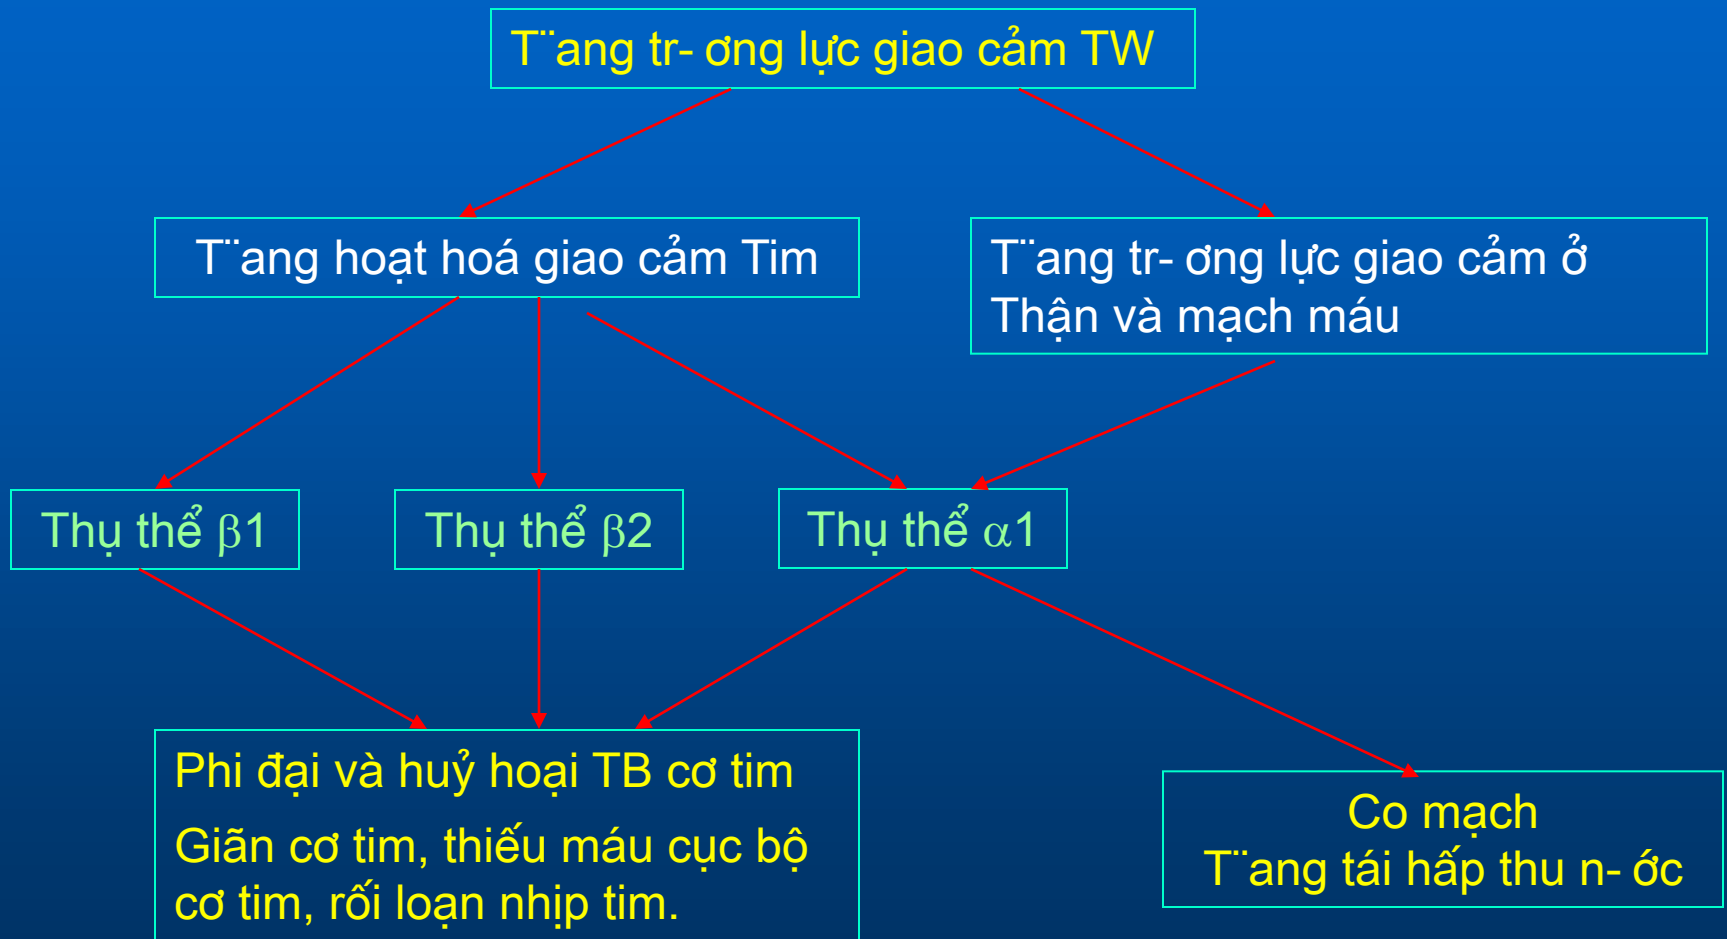 T¨ang tr- ơng lực giao cảm TW
T¨ang hoạt hoá giao cảm Tim
T¨ang tr- ơng lực giao cảm ở
Thận và mạch máu
Thụ thể β1
Thụ thể β2
Thụ thể α1
Phi đại và huỷ hoại TB cơ tim
Giãn cơ tim, thiếu máu cục bộ
cơ tim, rối loạn nhịp tim.
Co mạch
T¨ang tái hấp thu n- ớc